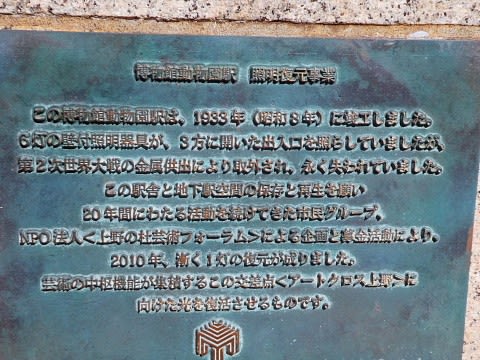 博物館動物園駅　照明復元事業
この博物館動物園駅は、1933年（昭和8年）に竣工しました。
6灯の壁付照明器具が、3方に開いた出入口を照らしていましたが、
第2次世界大戦の金属供出により取外され、永く失われていました。
この駅舎と地下駅空間の保存と再生を願い
20年間にわたる活動を続けてきた市民グループ、
NPO法人＜上野の杜芸術フォーラム＞による企画と募金活動により、
2010年、漸く1灯の復元が成りました。
芸術の中枢機能が集積するこの交差点＜アートクロス上野＞に
向けた光を復活させるものです。